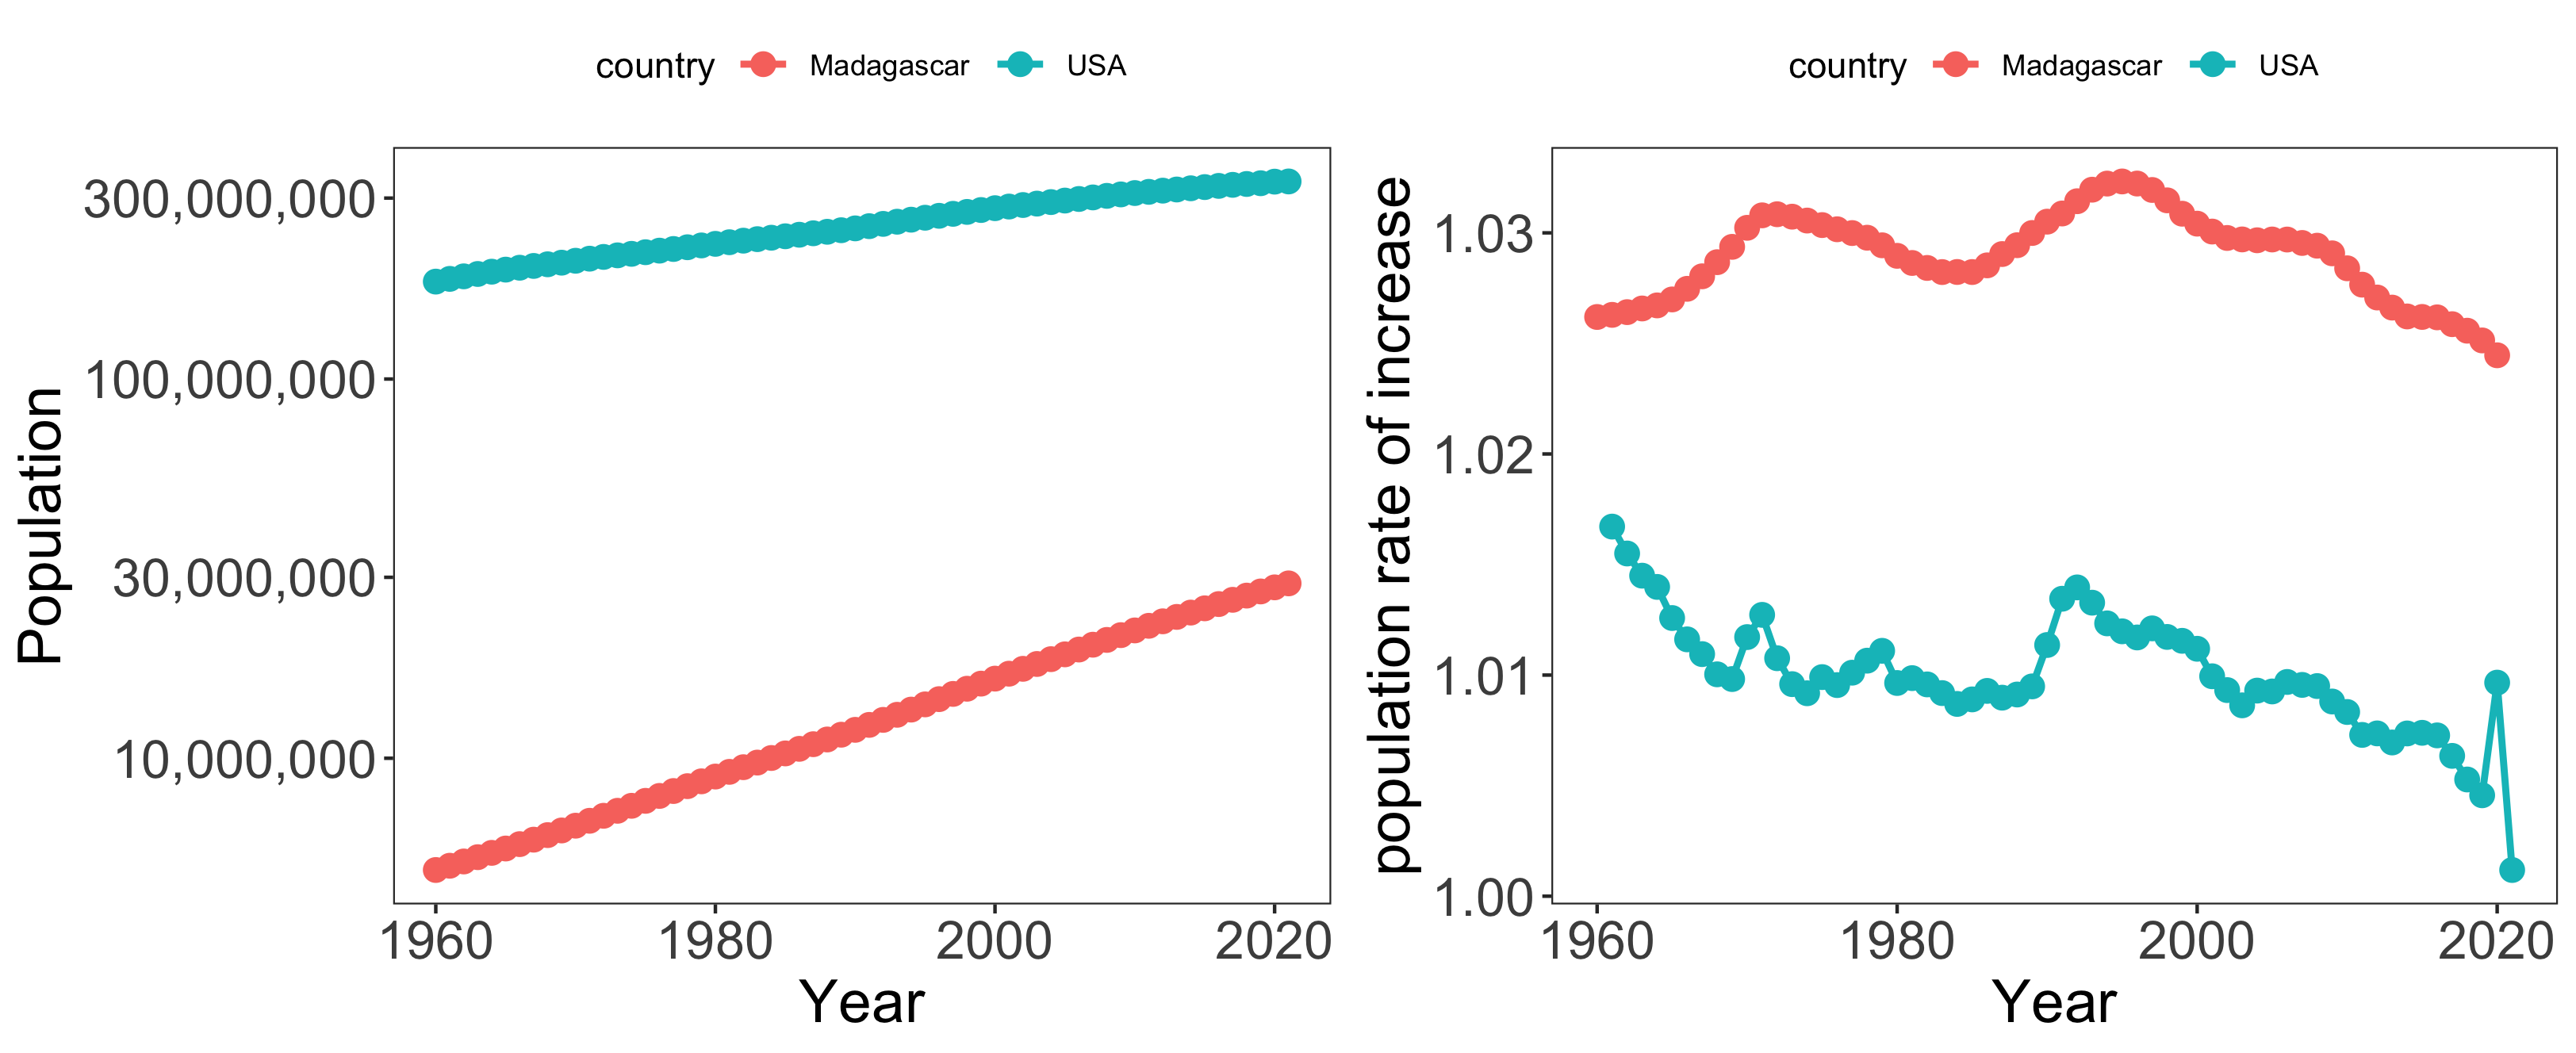 country Madagascar USA
Population
300,000,000
100,000,000
30,000,000
10,000,000
1960 1980 2000 2020
Year
country Madagascar USA
population rate of increase
1.03
1.02
1.01
1.00
1960 1980 2000 2020
Year